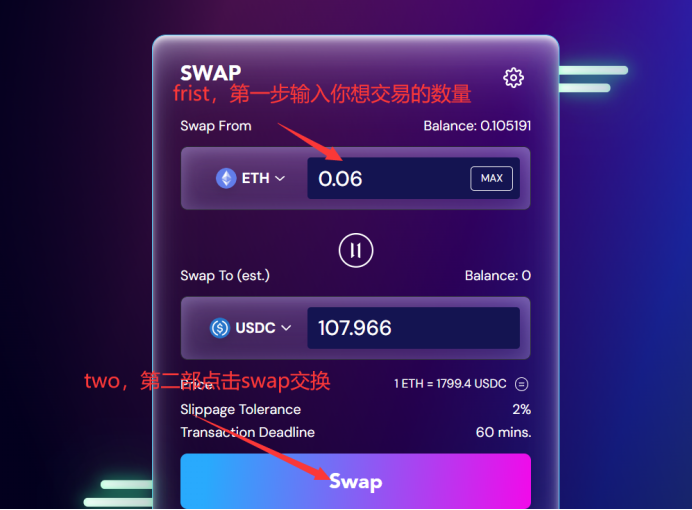 SWAP
frist，第一步输入你想交易的数量
Swap From Balance: 0.105191
ETH 0.06 MAX
Swap To (est.) Balance: 0
USDC 107.966
two，第二部点击swap交换
Price 1 ETH = 1799.4 USDC
Slippage Tolerance 2%
Transaction Deadline 60 mins.
Swap